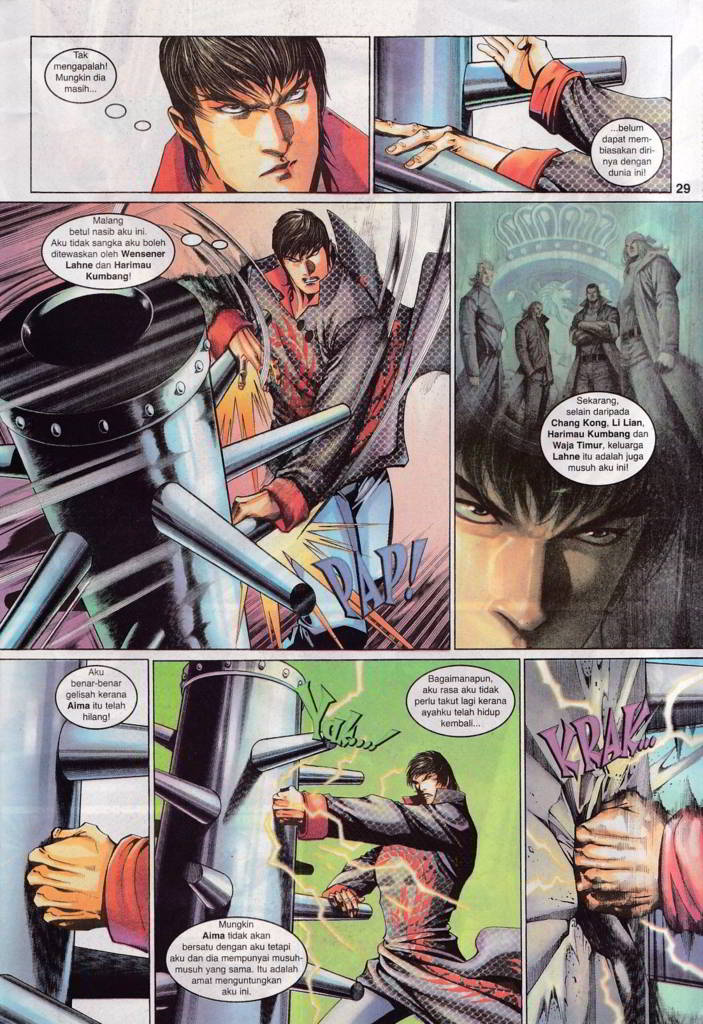 Tak
mengapalah!
Mungkin dia
masih...
...belum
dapat mem-
biasakan diri-
nya dengan
dunia ini!
29
Malang
betul nasib aku ini.
Aku tidak sangka aku boleh
ditewaskan oleh Wensener
Lahne dan Harimau
Kumbang!
PAP!
Sekarang,
selain daripada
Chang Kong, Li Lian,
Harimau Kumbang dan
Waja Timur, keluarga
Lahne itu adalah juga
musuh aku ini!
Aku
benar-benar
gelisah kerana
Aima itu telah
hilang!
Bagaimanapun,
aku rasa aku tidak
perlu takut lagi kerana
ayahku telah hidup
kembali...
Mungkin
Aima tidak akan
bersatu dengan aku tetapi
aku dan dia mempunyai musuh-
musuh yang sama. Itu adalah
amat menguntungkan
aku ini.
KRAK...